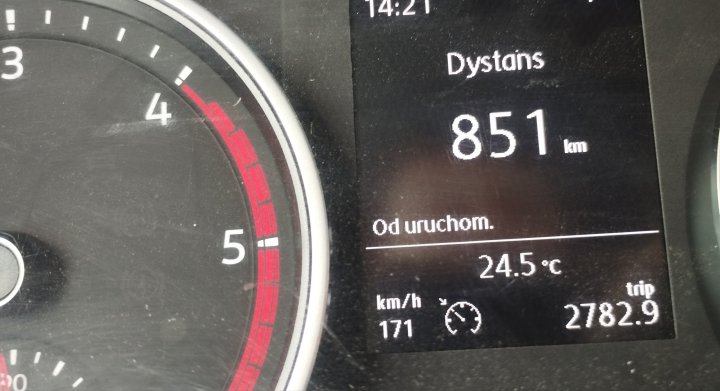 14:21
3
4
5
Dystans
851 km
Od uruchom.
24.5 °C
km/h
171
trip
2782.9